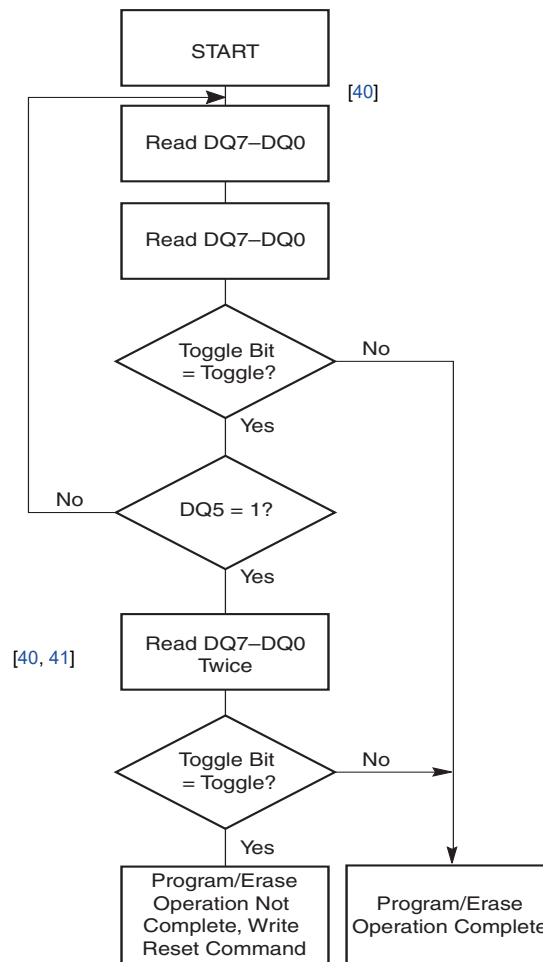 START
[40]
Read DQ7–DQ0
Read DQ7–DQ0
Toggle Bit
= Toggle?
No
Yes
No
DQ5 = 1?
Yes
[40, 41]
Read DQ7–DQ0
Twice
Toggle Bit
= Toggle?
No
Yes
Program/Erase
Operation Not
Complete, Write
Reset Command
Program/Erase
Operation Complete